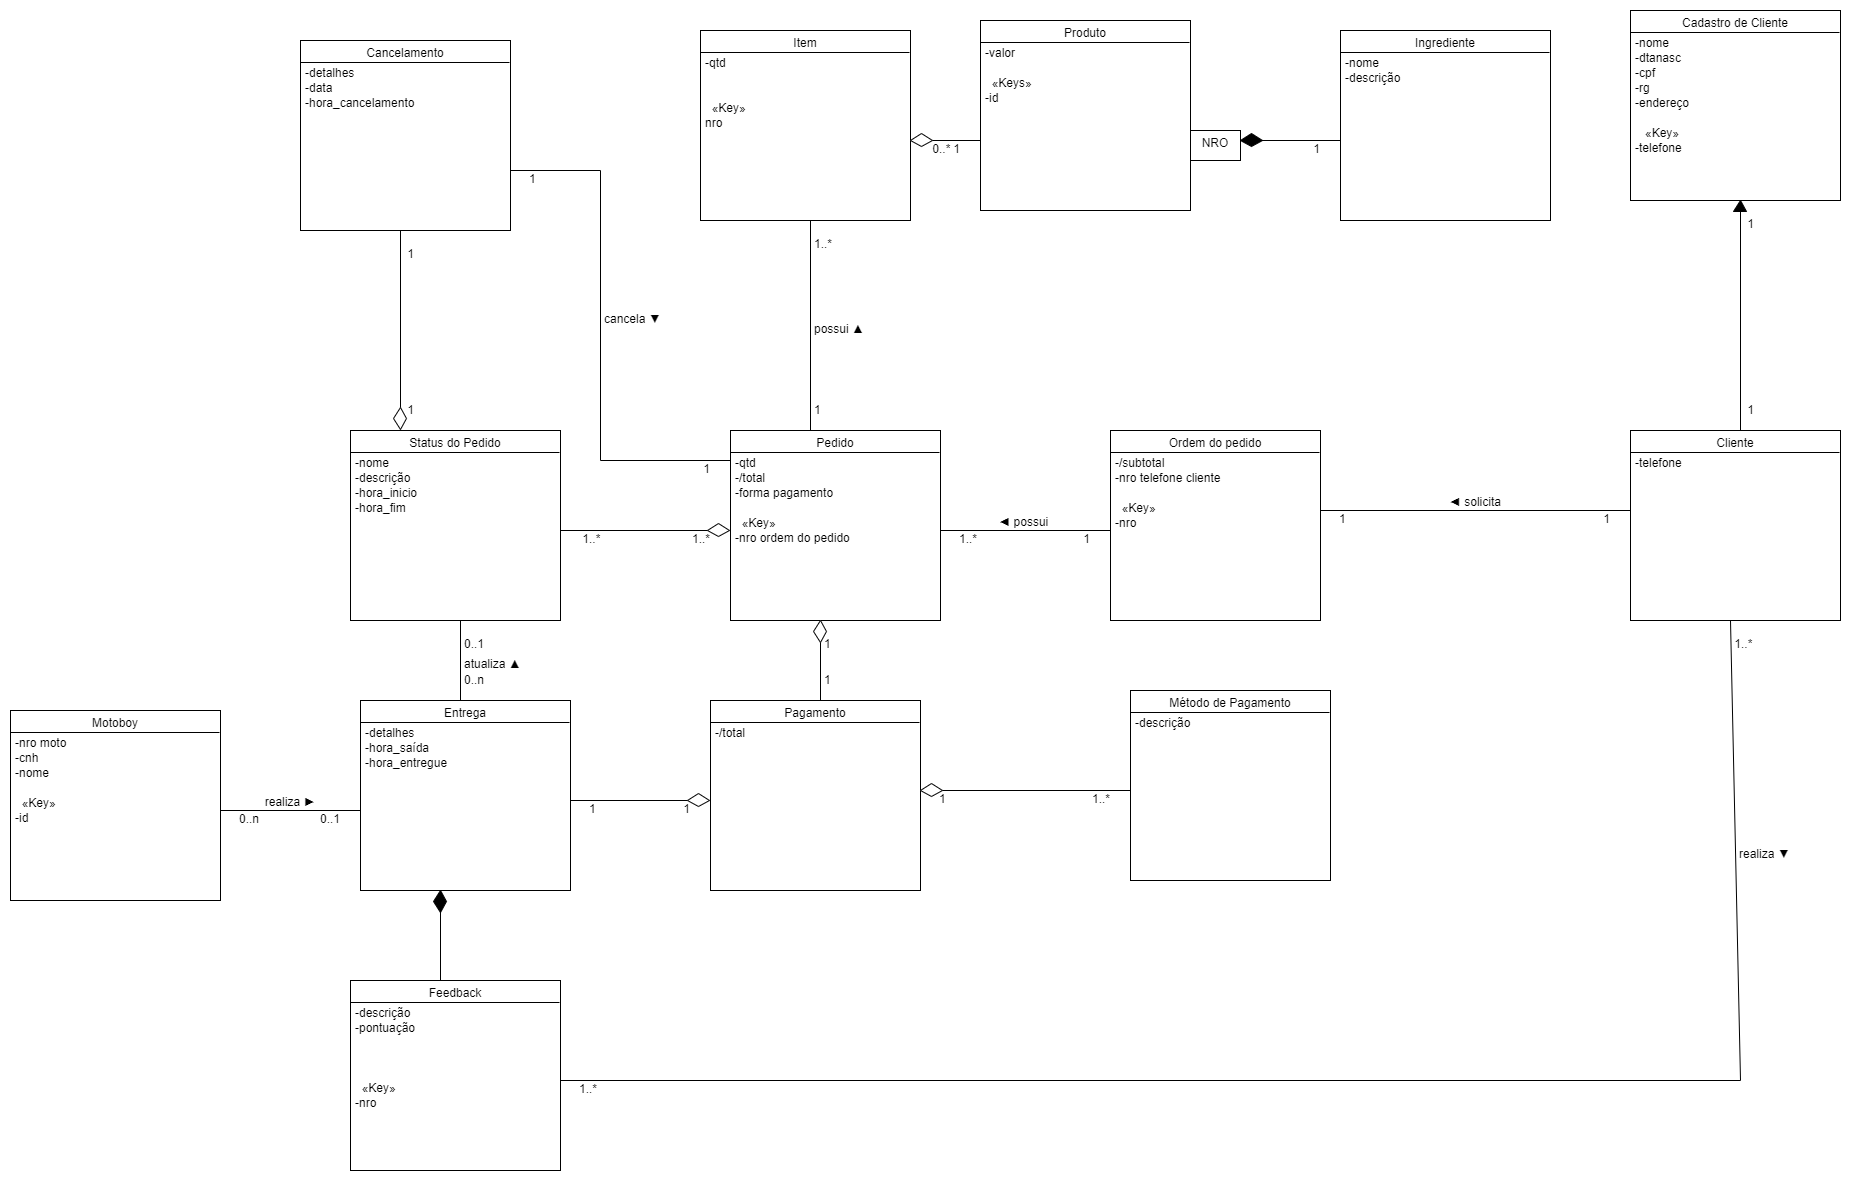 Cancelamento
-detalhes
-data
-hora_cancelamento
1
1
cancela ▼
1
1
Item
-qtd
«Key»
nro
0..* 1
Produto
-valor
«Keys»
-id
NRO
1
Ingrediente
-nome
-descrição
Cadastro de Cliente
-nome
-dtanasc
-cpf
-rg
-endereço
«Key»
-telefone
1
1
1..*
possui ▲
1
Status do Pedido
-nome
-descrição
-hora_inicio
-hora_fim
1..*
1..*
Pedido
-qtd
-/total
-forma pagamento
«Key»
-nro ordem do pedido
◄ possui
1..*
1
Ordem do pedido
-/subtotal
-nro telefone cliente
«Key»
-nro
◄ solicita
1
1
Cliente
-telefone
0..1
atualiza ▲
0..n
1
1
1..*
realiza ▼
Motoboy
-nro moto
-cnh
-nome
«Key»
-id
realiza ►
0..n
0..1
Entrega
-detalhes
-hora_saída
-hora_entregue
1
1
Pagamento
-/total
1
1..*
Método de Pagamento
-descrição
Feedback
-descrição
-pontuação
«Key»
-nro
1..*